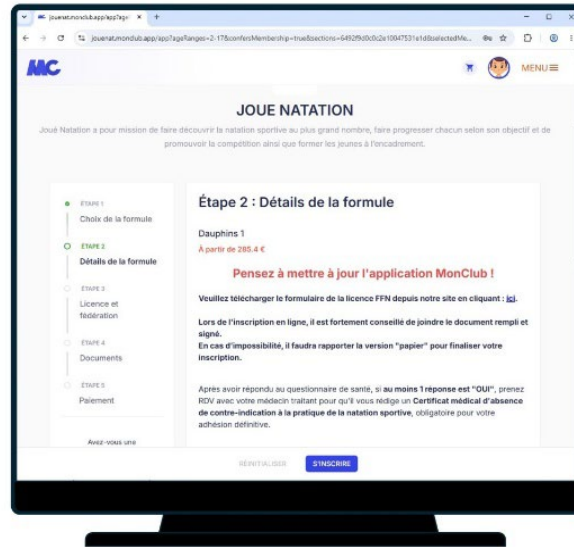 jouenat.monclub.app/app?age
MC
MENU
JOUE NATATION
Joué Natation a pour mission de faire découvrir la natation sportive au plus grand nombre, faire progresser chacun selon son objectif et de
promouvoir la compétition ainsi que former les jeunes à l'encadrement.
ÉTAPE 1
Choix de la formule
ÉTAPE 2
Détails de la formule
ÉTAPE 3
Licence et
fédération
ÉTAPE 4
Documents
ÉTAPE 5
Paiement
Avez-vous une
Étape 2 : Détails de la formule
Dauphins 1
À partir de 285.4 €
Pensez à mettre à jour l'application MonClub !
Veuillez télécharger le formulaire de la licence FFN depuis notre site en cliquant : ici.
Lors de l'inscription en ligne, il est fortement conseillé de joindre le document rempli et
signé.
En cas d'impossibilité, il faudra rapporter la version "papier" pour finaliser votre
inscription.
Après avoir répondu au questionnaire de santé, si au moins 1 réponse est "OUI", prenez
RDV avec votre médecin traitant pour qu'il vous rédige un Certificat médical d'absence
de contre-indication à la pratique de la natation sportive, obligatoire pour votre
adhésion définitive.
RÉINITIALISER
S'INSCRIRE